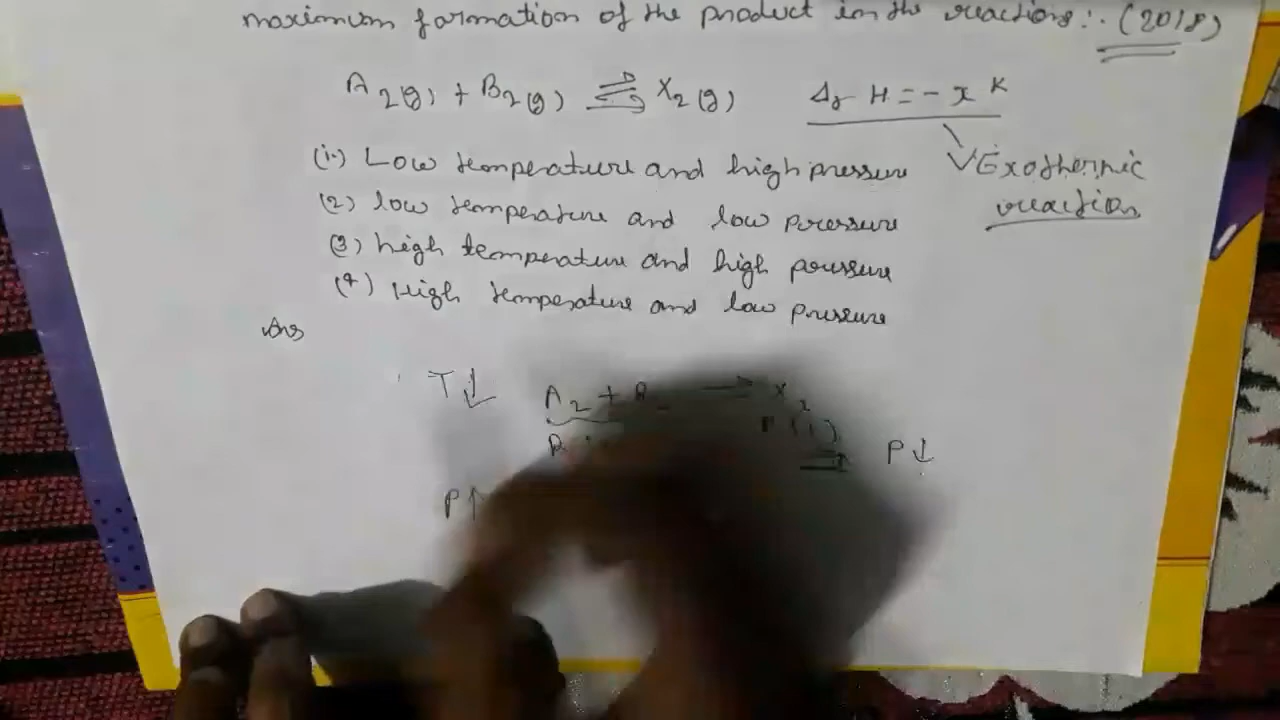 maximum formation of the product in the reactions:. (2018)
A2(g) + B2(g) ⇌ X2(g) ΔrH = - x K
(1.) Low temperature and high pressure
Exothermic
reaction
(2) low temperature and low pressure
(3) high temperature and high pressure
(4) High temperature and low pressure
Ans
T↓ A2 + → X2
P (1)
P↓
P↑